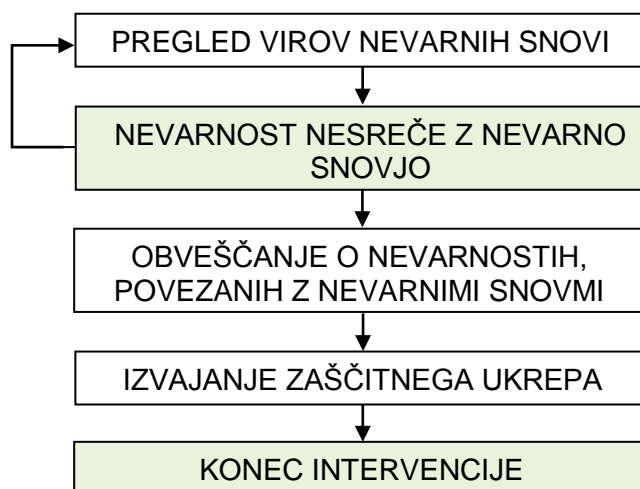 PREGLED VIROV NEVARNIH SNOVI
NEVARNOST NESREČE Z NEVARNO
SNOVJO
OBVEŠČANJE O NEVARNOSTIH,
POVEZANIH Z NEVARNIMI SNOVMI
IZVAJANJE ZAŠČITNEGA UKREPA
KONEC INTERVENCIJE